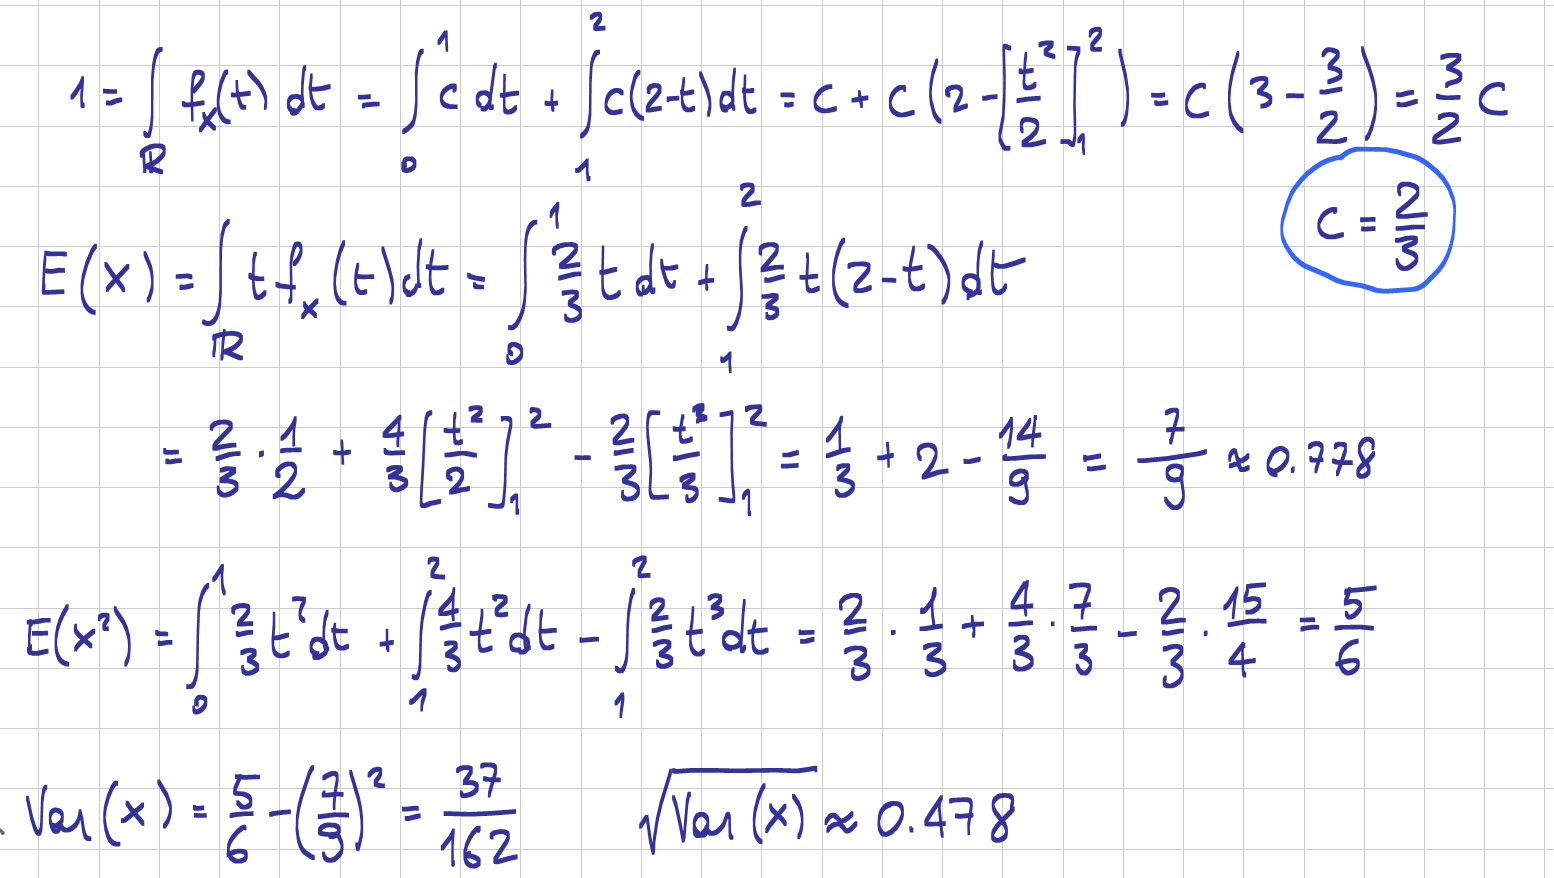 1 = ∫_ℝ f_x(t) dt = ∫_0^1 c dt + ∫_1^2 c(2-t) dt = c + c (2 - [t²/2]_1^2) = c (3 - 3/2) = 3/2 c
c = 2/3
E(x) = ∫_ℝ t f_x(t) dt = ∫_0^1 2/3 t dt + ∫_1^2 2/3 t(2-t) dt
= 2/3 · 1/2 + 4/3 [t²/2]_1^2 - 2/3 [t³/3]_1^2 = 1/3 + 2 - 14/9 = 7/9 ≈ 0.778
E(x²) = ∫_0^1 2/3 t² dt + ∫_1^2 4/3 t² dt - ∫_1^2 2/3 t³ dt = 2/3 · 1/3 + 4/3 · 7/3 - 2/3 · 15/4 = 5/6
Var(x) = 5/6 - (7/9)² = 37/162 √Var(x) ≈ 0.478